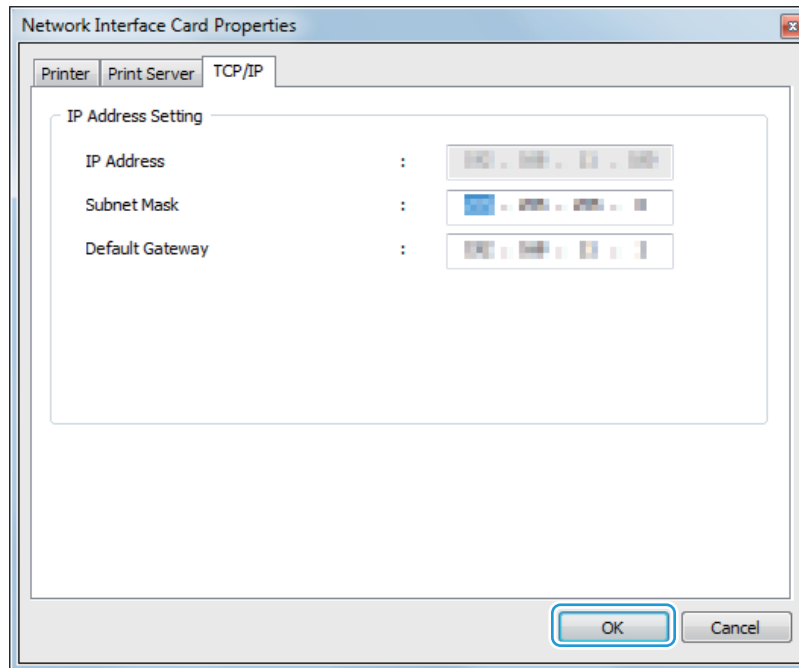 Network Interface Card Properties
Printer Print Server TCP/IP
IP Address Setting
IP Address :
Subnet Mask :
Default Gateway :
OK Cancel